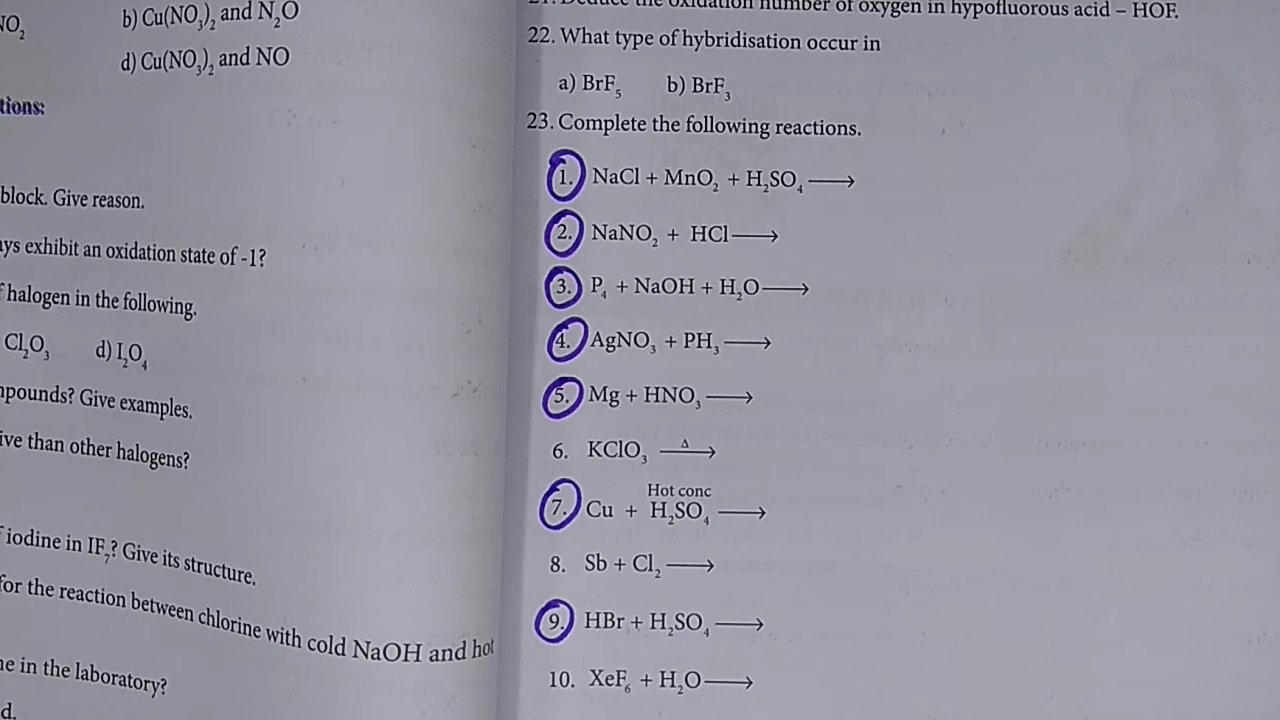 NO₂ b) Cu(NO₃)₂ and N₂O
d) Cu(NO₃)₂ and NO
tions:
block. Give reason.
ys exhibit an oxidation state of -1?
halogen in the following.
Cl₂O₃ d) I₂O₄
pounds? Give examples.
ive than other halogens?
iodine in IF₇? Give its structure.
for the reaction between chlorine with cold NaOH and hot
e in the laboratory?
d.
21. Deduce the oxidation number of oxygen in hypofluorous acid – HOF.
22. What type of hybridisation occur in
a) BrF₅ b) BrF₃
23. Complete the following reactions.
1. NaCl + MnO₂ + H₂SO₄ ⟶
2. NaNO₂ + HCl ⟶
3. P₄ + NaOH + H₂O ⟶
4. AgNO₃ + PH₃ ⟶
5. Mg + HNO₃ ⟶
6. KClO₃ —Δ→
Hot conc
7. Cu + H₂SO₄ ⟶
8. Sb + Cl₂ ⟶
9. HBr + H₂SO₄ ⟶
10. XeF₆ + H₂O ⟶